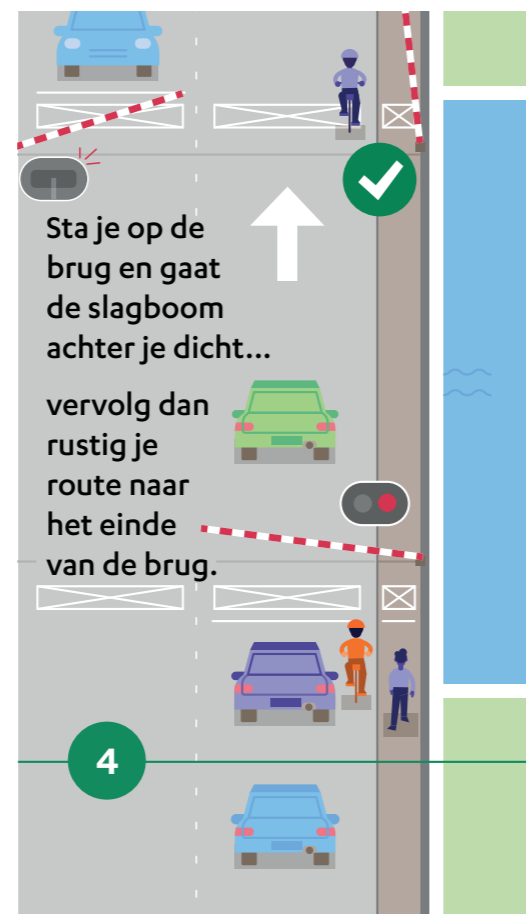 Sta je op de
brug en gaat
de slagboom
achter je dicht...
vervolg dan
rustig je
route naar
het einde
van de brug.
4